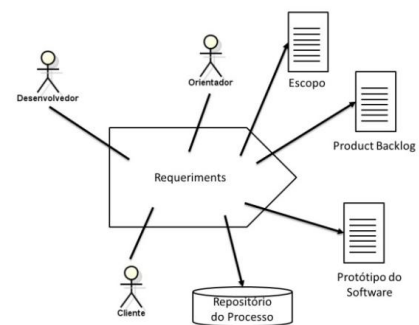 Desenvolvedor
Orientador
Escopo
Product Backlog
Requeriments
Protótipo do
Software
Cliente
Repositório
do Processo